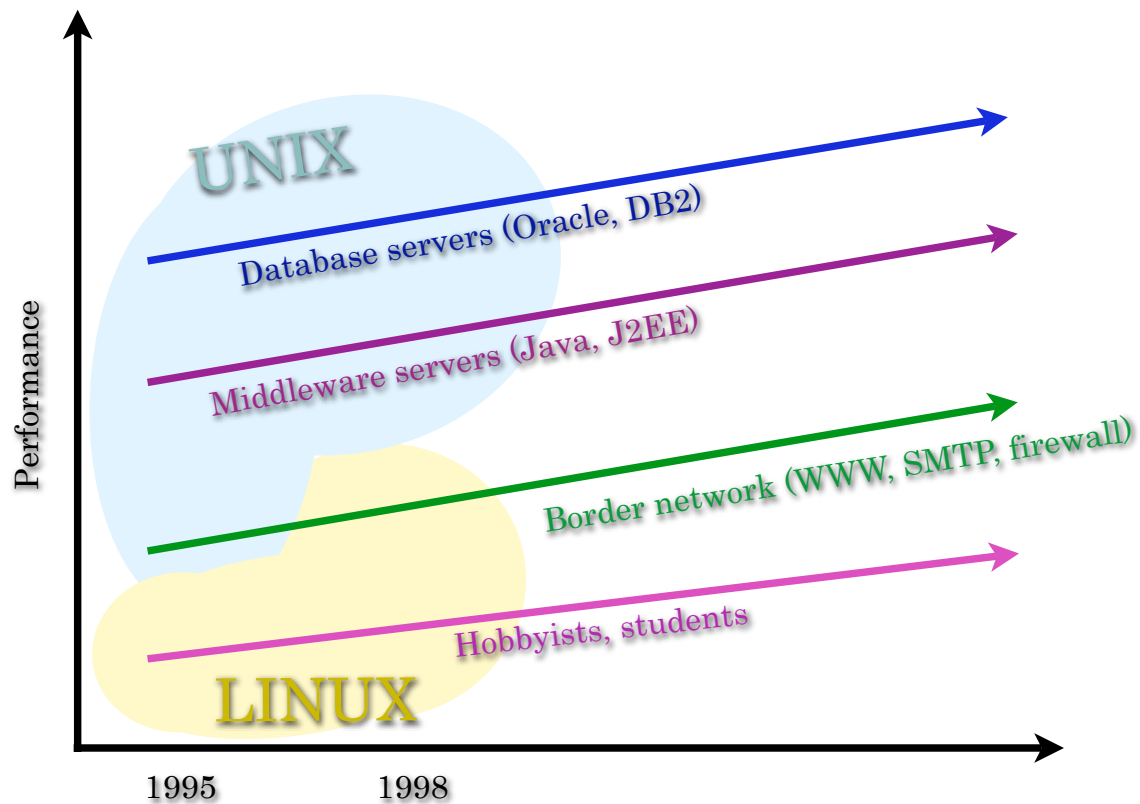 UNIX
Database servers (Oracle, DB2)
Middleware servers (Java, J2EE)
Performance
Border network (WWW, SMTP, firewall)
Hobbyists, students
LINUX
1995
1998